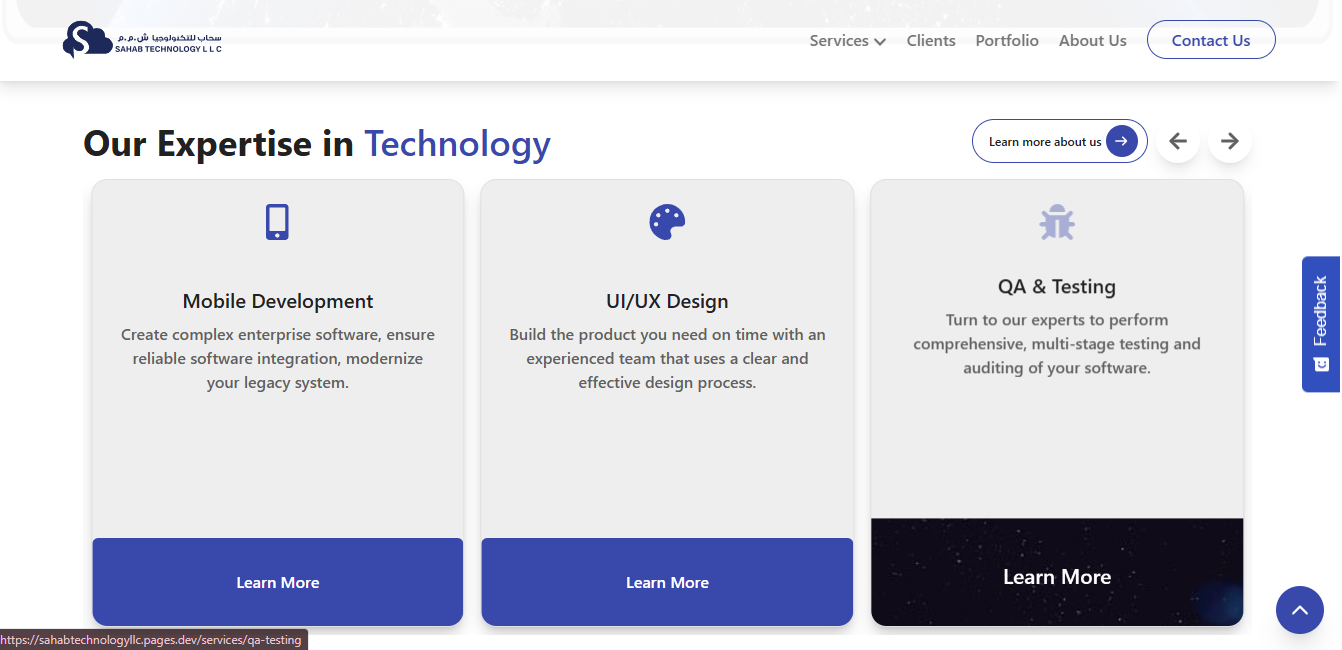 سحاب للتكنولوجيا ش.م.م.
SAHAB TECHNOLOGY L L C
Services
Clients
Portfolio
About Us
Contact Us
Our Expertise in Technology
Learn more about us
Mobile Development
Create complex enterprise software, ensure
reliable software integration, modernize
your legacy system.
Learn More
UI/UX Design
Build the product you need on time with an
experienced team that uses a clear and
effective design process.
Learn More
QA & Testing
Turn to our experts to perform
comprehensive, multi-stage testing and
auditing of your software.
Learn More
Feedback
https://sahabtechnologyllc.pages.dev/services/qa-testing